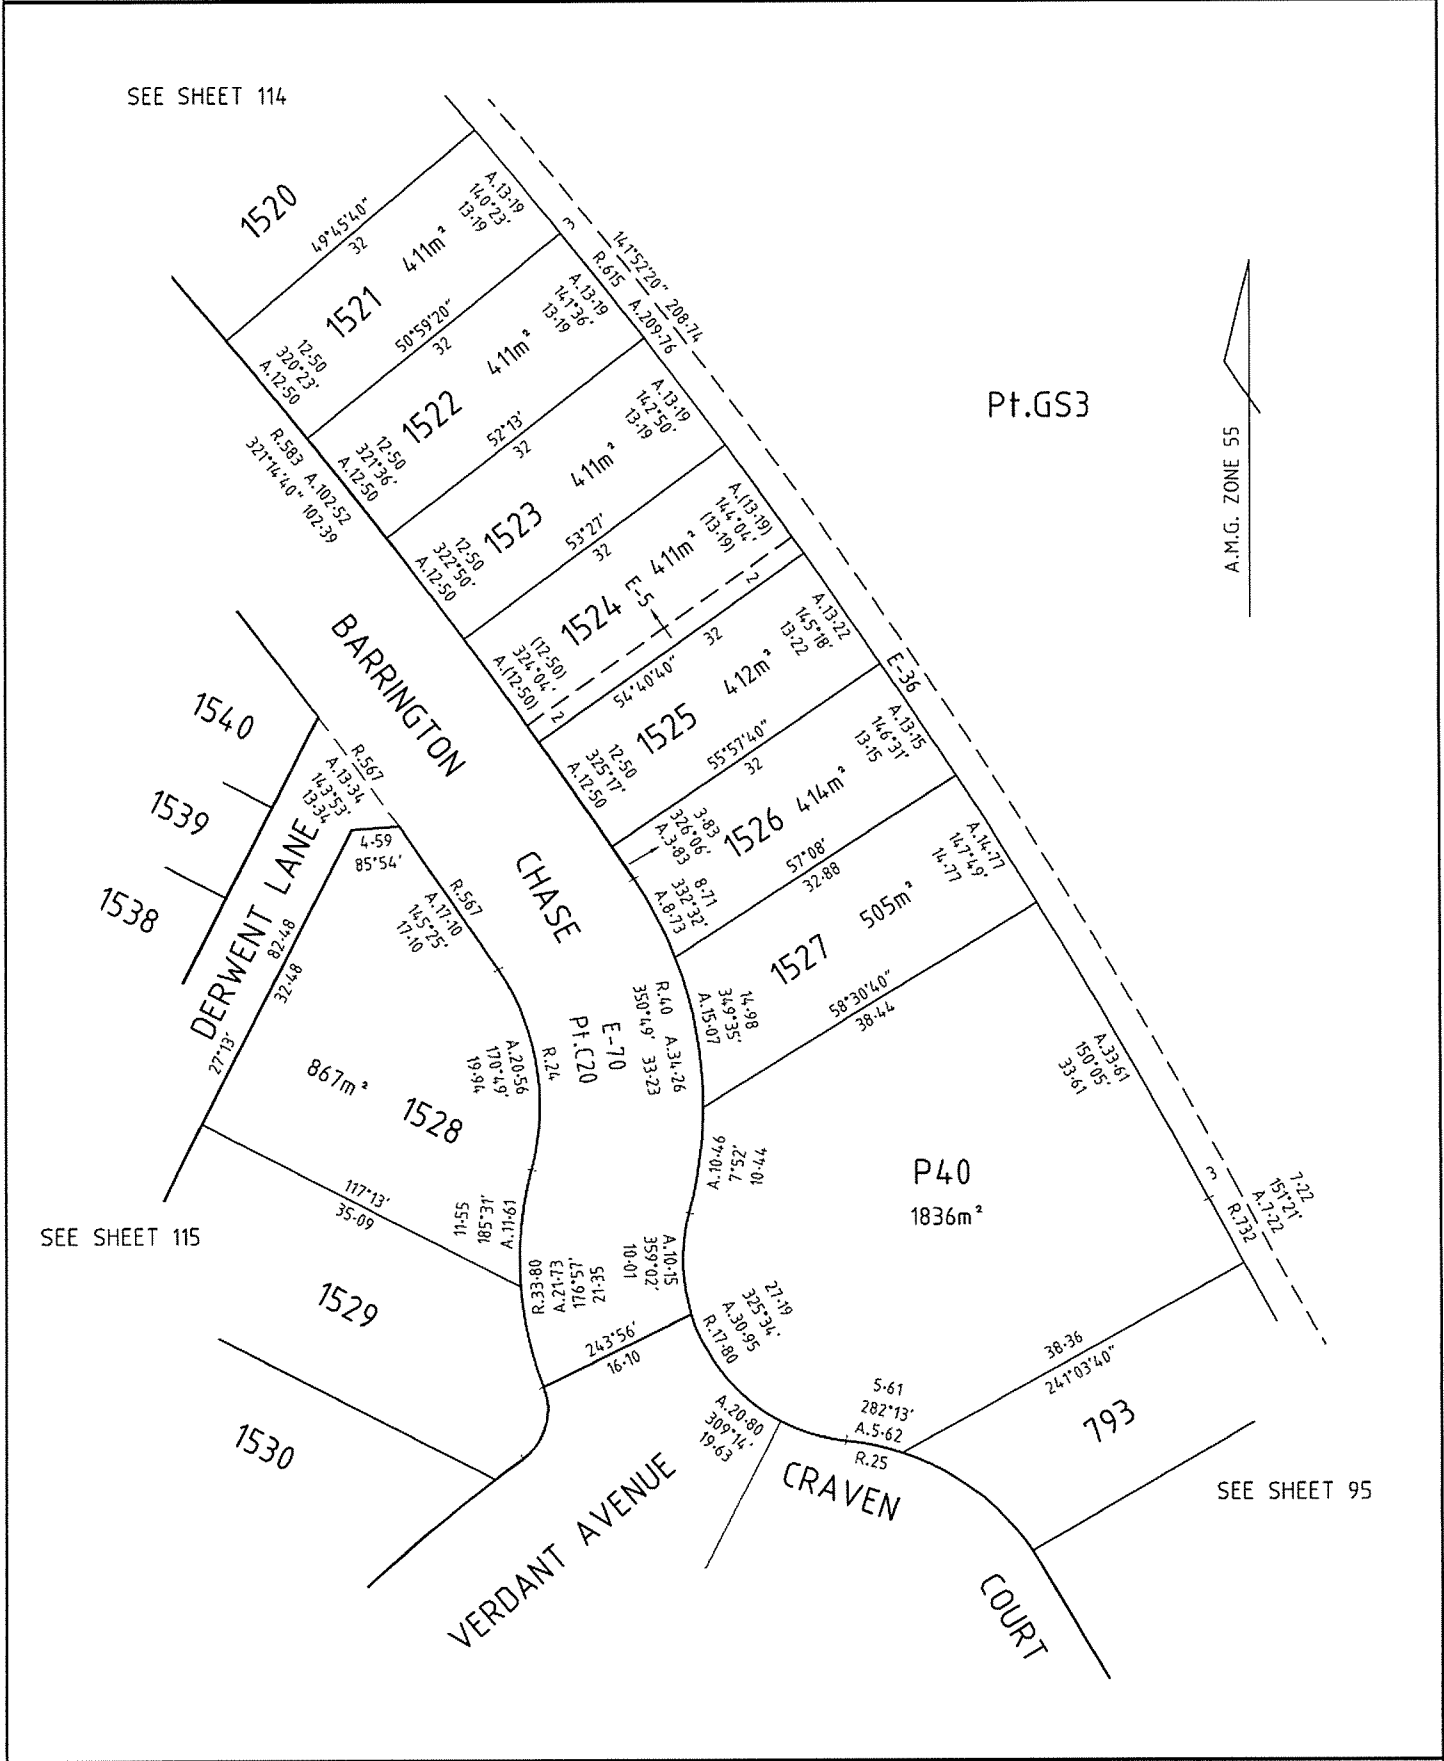 SEE SHEET 114
1520
49°45'40"
32
A.13·19
140°23'
13·19
411m²
1521
12·50
320°23'
A.12·50
3
141°52'20" 208·74
R.615 A.209·76
50°59'20"
32
A.13·19
141°36'
13·19
411m²
1522
12·50
321°36'
A.12·50
R.583 A.102·52
321°14'40" 102·39
52°13'
32
A.13·19
142°50'
13·19
411m²
1523
12·50
322°50'
A.12·50
53°27'
32
A.(13·19)
144°04'
(13·19)
411m²
E-5
1524
(12·50)
324°04'
A.(12·50)
2
2
54°40'40"
32
A.13·22
145°18'
13·22
412m²
1525
12·50
325°17'
A.12·50
E-36
55°57'40"
32
A.13·15
146°31'
13·15
414m²
1526
3·83
326°06'
A.3·83
8·71
332°32'
A.8·73
57°08'
32·88
A.14·77
147°49'
14·77
505m²
1527
14·98
349°35'
A.15·07
58°30'40"
38·44
Pt.GS3
A.M.G. ZONE 55
BARRINGTON
CHASE
1540
1539
1538
R.567
A.13·34
143°53'
13·34
DERWENT LANE
4·59
85°54'
R.567
A.17·10
145°25'
17·10
82·48
32·48
27°13'
867m²
1528
R.24
A.20·56
170°49'
19·94
E-70
Pt.C20
R.40 A.34·26
350°49' 33·23
A.33·61
150°05'
33·61
P40
1836m²
A.10·46
7°52'
10·44
3
7·22
151°21'
A.7·22
R.732
117°13'
35·09
11·55
185°31'
A.11·61
SEE SHEET 115
1529
R.33·80
A.21·73
176°57'
21·35
A.10·15
359°02'
10·01
243°56'
16·10
27·19
325°34'
A.30·95
R.17·80
38·36
241°03'40"
5·61
282°13'
A.5·62
R.25
A.20·80
309°14'
19·63
793
1530
VERDANT AVENUE
CRAVEN
COURT
SEE SHEET 95